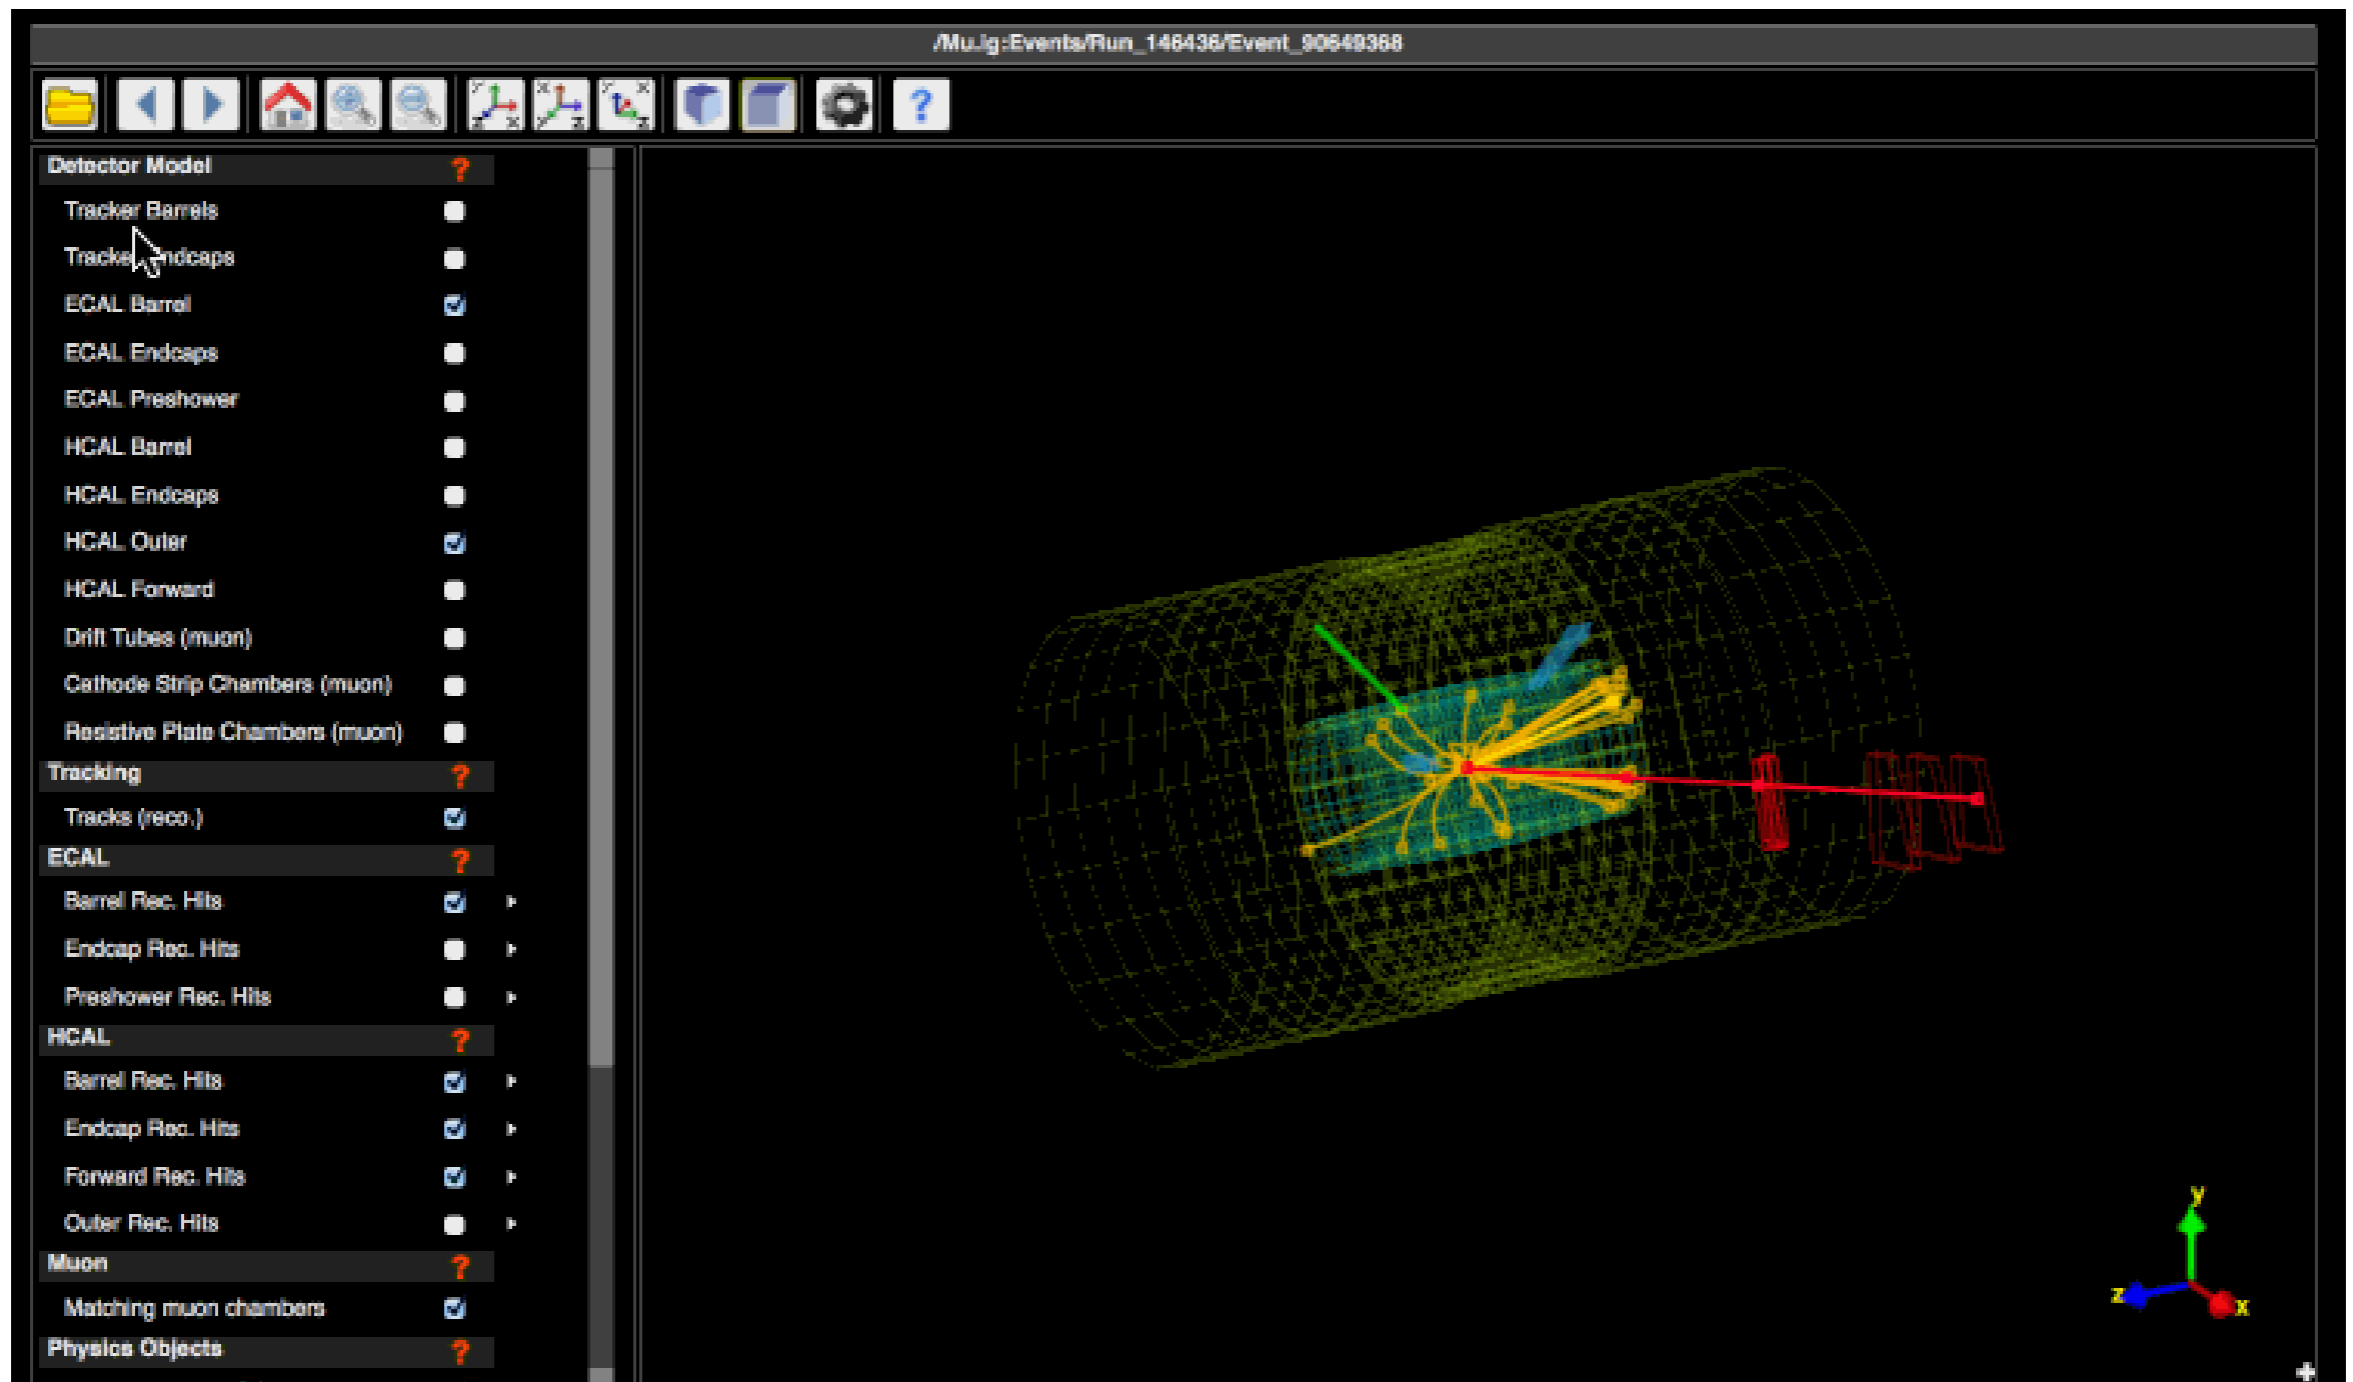 /Mu.ig:Events/Run_146436/Event_90649368
Detector Model ?
Tracker Barrels
Tracker Endcaps
ECAL Barrel
ECAL Endcaps
ECAL Preshower
HCAL Barrel
HCAL Endcaps
HCAL Outer
HCAL Forward
Drift Tubes (muon)
Cathode Strip Chambers (muon)
Resistive Plate Chambers (muon)
Tracking ?
Tracks (reco.)
ECAL ?
Barrel Rec. Hits
Endcap Rec. Hits
Preshower Rec. Hits
HCAL ?
Barrel Rec. Hits
Endcap Rec. Hits
Forward Rec. Hits
Outer Rec. Hits
Muon ?
Matching muon chambers
Physics Objects ?
y
z x